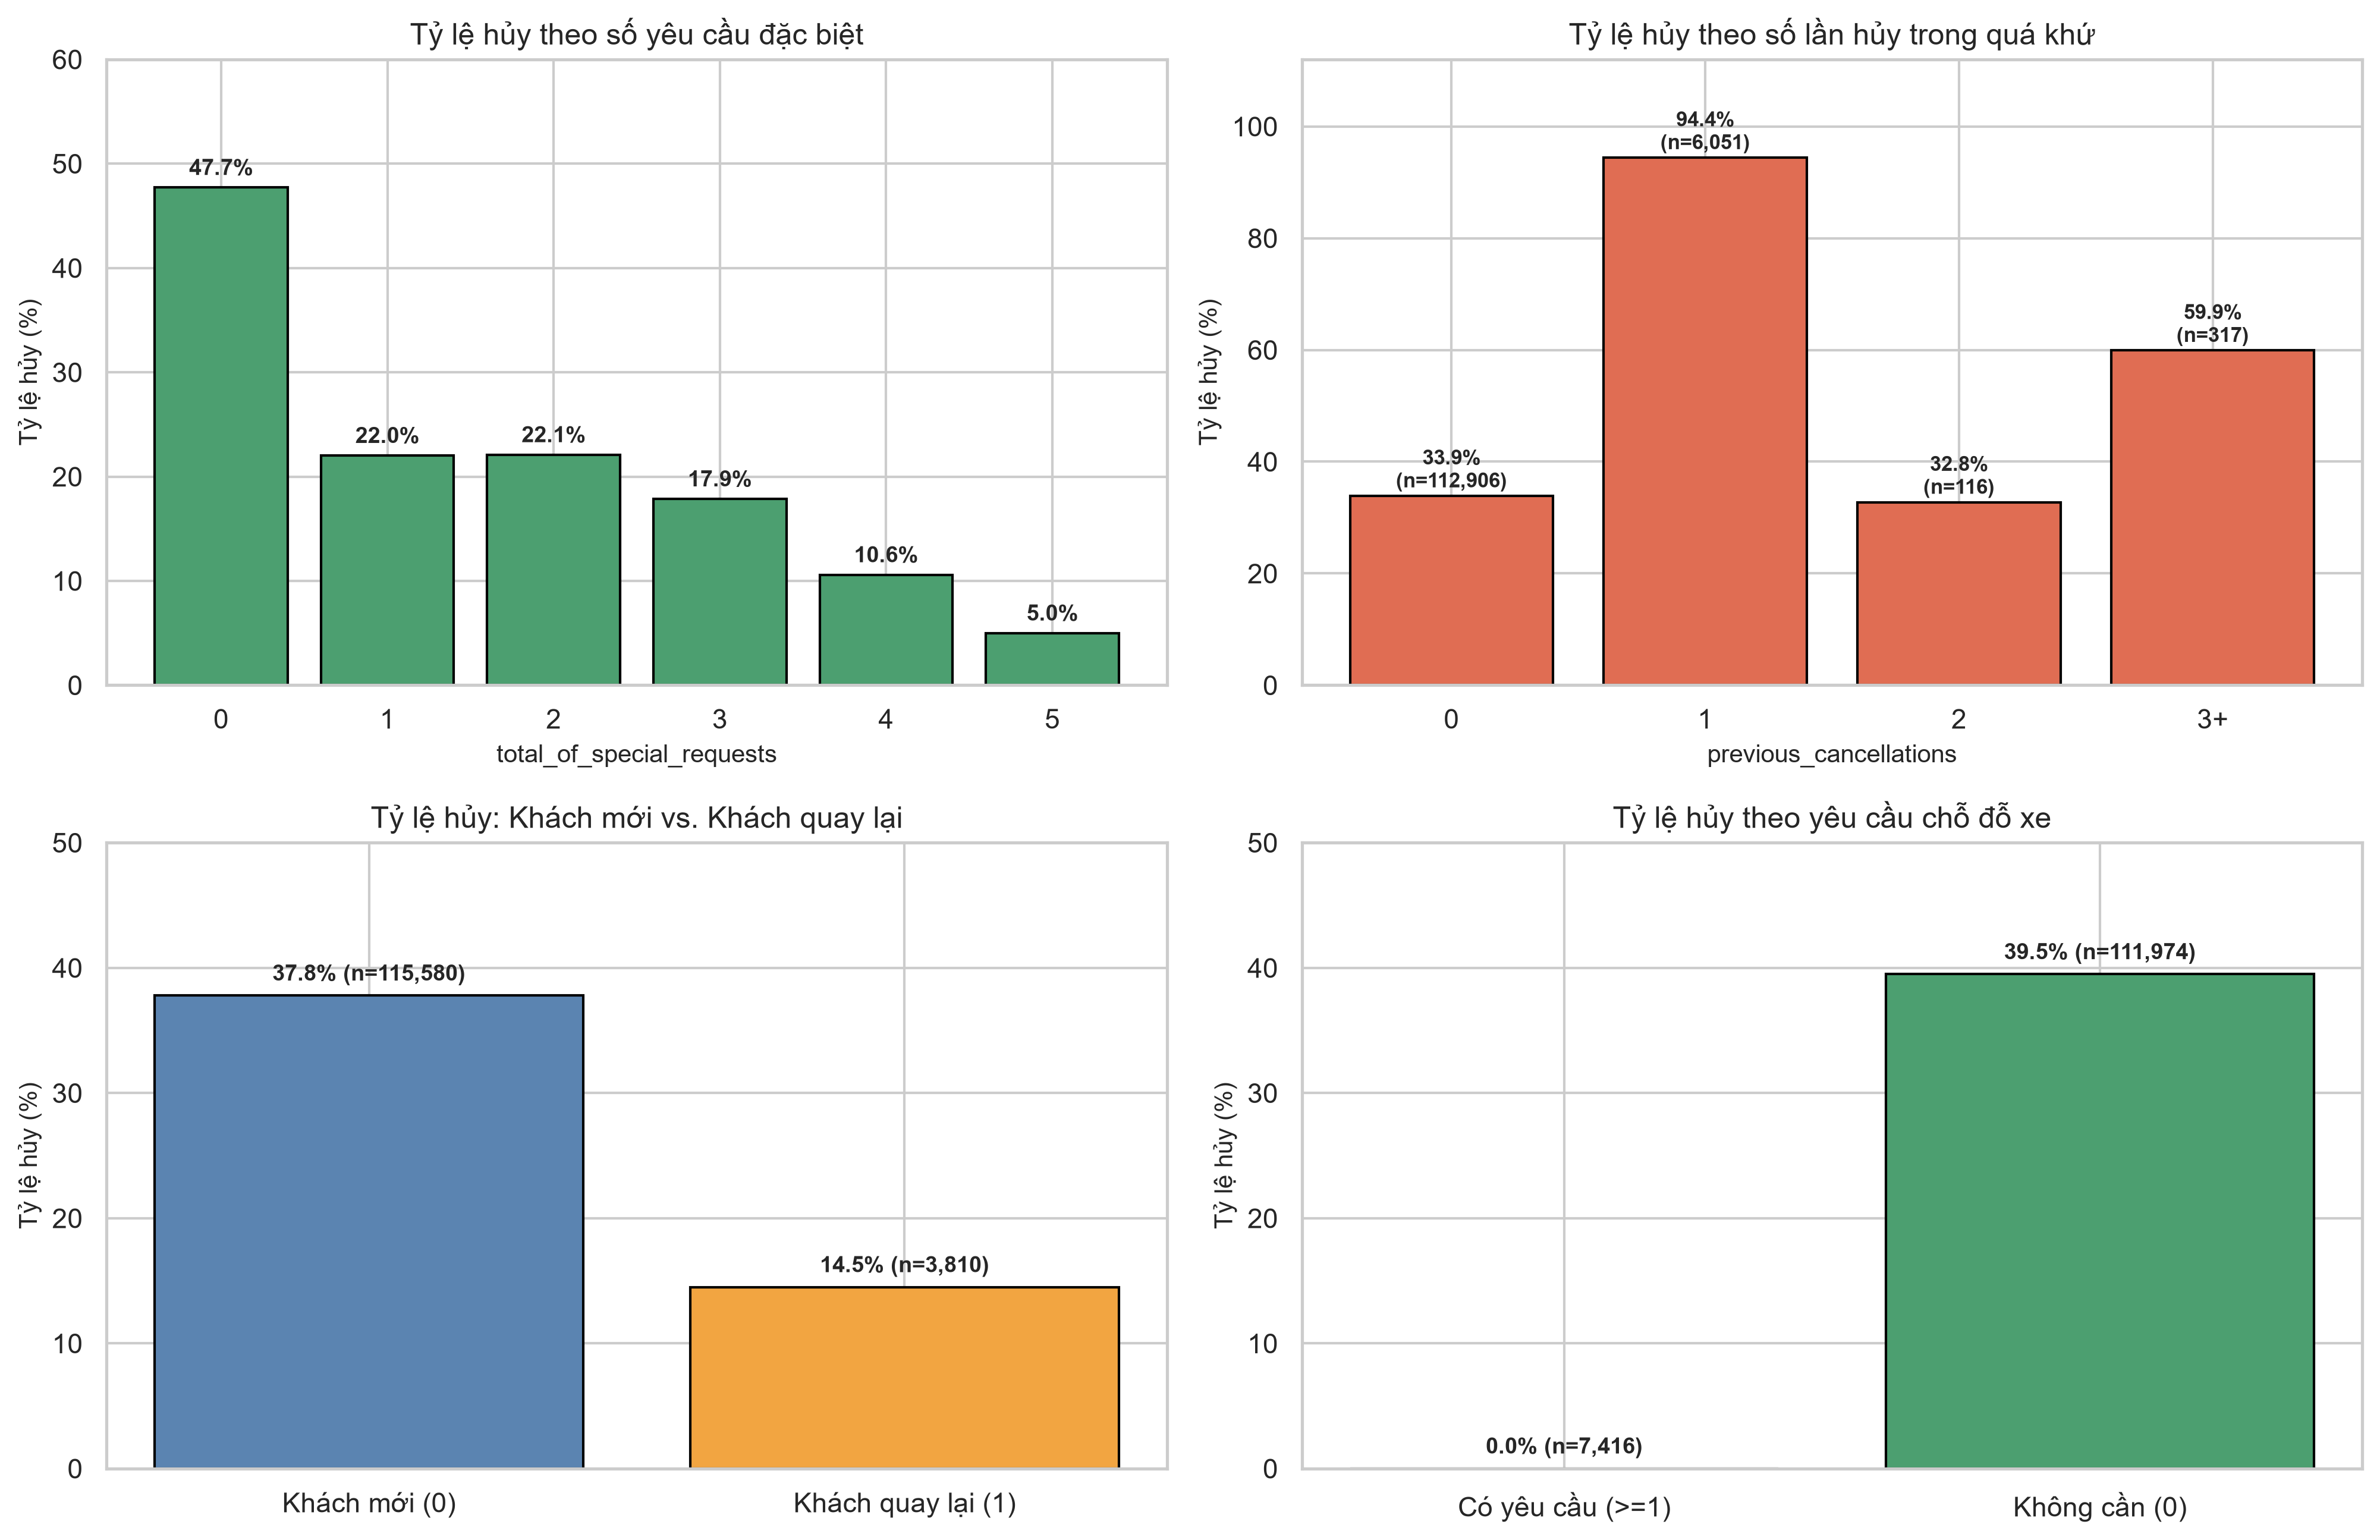 Tỷ lệ hủy theo số yêu cầu đặc biệt
60
50
40
30
20
10
0
Tỷ lệ hủy (%)
47.7%
22.0%
22.1%
17.9%
10.6%
5.0%
0 1 2 3 4 5
total_of_special_requests
Tỷ lệ hủy theo số lần hủy trong quá khứ
100
80
60
40
20
0
Tỷ lệ hủy (%)
33.9%
(n=112,906)
94.4%
(n=6,051)
32.8%
(n=116)
59.9%
(n=317)
0 1 2 3+
previous_cancellations
Tỷ lệ hủy: Khách mới vs. Khách quay lại
50
40
30
20
10
0
Tỷ lệ hủy (%)
37.8% (n=115,580)
14.5% (n=3,810)
Khách mới (0) Khách quay lại (1)
Tỷ lệ hủy theo yêu cầu chỗ đỗ xe
50
40
30
20
10
0
Tỷ lệ hủy (%)
0.0% (n=7,416)
39.5% (n=111,974)
Có yêu cầu (>=1) Không cần (0)